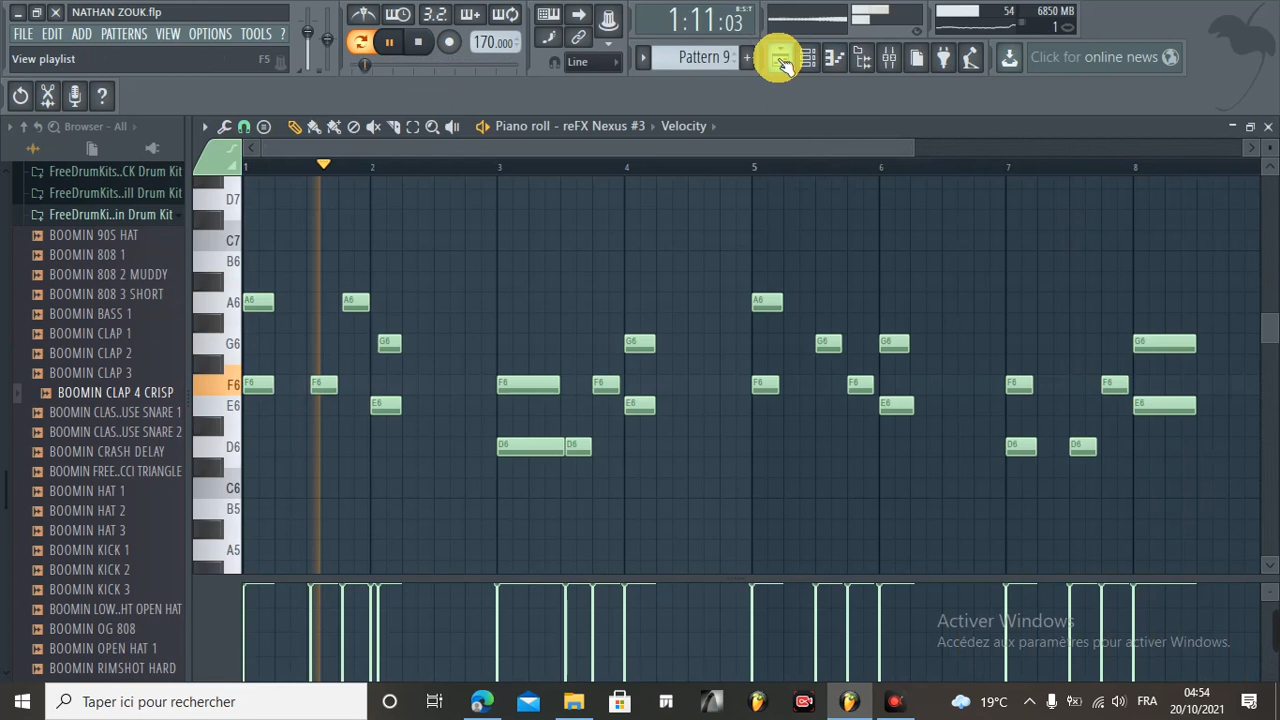 NATHAN ZOUK.flp
FILE EDIT ADD PATTERNS VIEW OPTIONS TOOLS ?
View playlist F5
3.2..
170.000
Line
1:11:03 B:S:T
Pattern 9
54 6850 MB
1
Click for online news
Browser - All
Piano roll - reFX Nexus #3 Velocity
FreeDrumKits..CK Drum Kit
FreeDrumKits..ill Drum Kit
FreeDrumKi..in Drum Kit
BOOMIN 90S HAT
BOOMIN 808 1
BOOMIN 808 2 MUDDY
BOOMIN 808 3 SHORT
BOOMIN BASS 1
BOOMIN CLAP 1
BOOMIN CLAP 2
BOOMIN CLAP 3
BOOMIN CLAP 4 CRISP
BOOMIN CLAS..USE SNARE 1
BOOMIN CLAS..USE SNARE 2
BOOMIN CRASH DELAY
BOOMIN FREE..CCI TRIANGLE
BOOMIN HAT 1
BOOMIN HAT 2
BOOMIN HAT 3
BOOMIN KICK 1
BOOMIN KICK 2
BOOMIN LOW..HT OPEN HAT
BOOMIN OG 808
BOOMIN OPEN HAT 1
BOOMIN RIMSHOT HARD
1 2 3 4 5 6 7 8
D7
C7
B6
A6 A6 A6 A6
G6 G6 G6 G6 G6 G6
F6 F6 F6 F6 F6 F6 F6 F6 F6
E6 E6 E6 E6 E6
D6 D6 D6 D6 D6
C6
B5
A5
Activer Windows
Accédez aux paramètres pour activer Windows.
Taper ici pour rechercher
19°C
FRA
04:54
20/10/2021